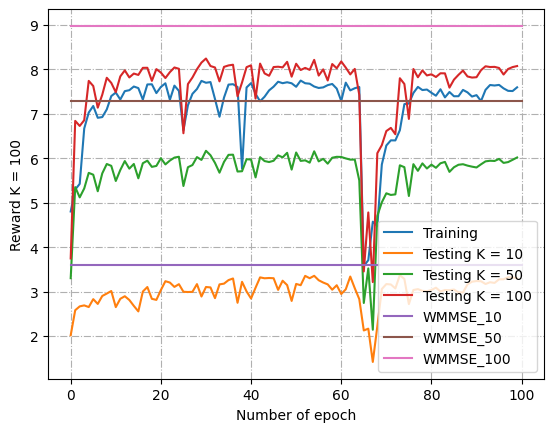 9
8
7
6
5
4
3
2
Reward K = 100
0
20
40
60
80
100
Number of epoch
Training
Testing K = 10
Testing K = 50
Testing K = 100
WMMSE_10
WMMSE_50
WMMSE_100